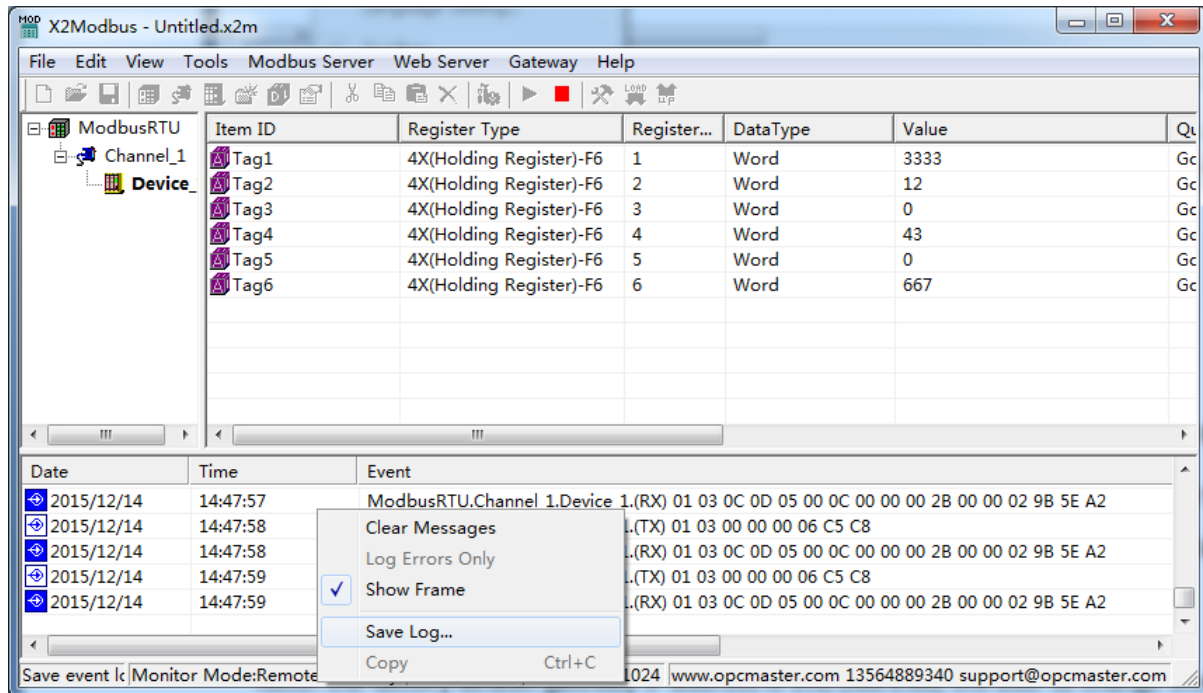 X2Modbus - Untitled.x2m
File Edit View Tools Modbus Server Web Server Gateway Help
ModbusRTU
Channel_1
Device_
Item ID Register Type Register... DataType Value
Tag1 4X(Holding Register)-F6 1 Word 3333
Tag2 4X(Holding Register)-F6 2 Word 12
Tag3 4X(Holding Register)-F6 3 Word 0
Tag4 4X(Holding Register)-F6 4 Word 43
Tag5 4X(Holding Register)-F6 5 Word 0
Tag6 4X(Holding Register)-F6 6 Word 667
Date Time Event
2015/12/14 14:47:57 ModbusRTU.Channel_1.Device_1.(RX) 01 03 0C 0D 05 00 0C 00 00 00 2B 00 00 02 9B 5E A2
2015/12/14 14:47:58 1.(TX) 01 03 00 00 00 06 C5 C8
2015/12/14 14:47:58 1.(RX) 01 03 0C 0D 05 00 0C 00 00 00 2B 00 00 02 9B 5E A2
2015/12/14 14:47:59 1.(TX) 01 03 00 00 00 06 C5 C8
2015/12/14 14:47:59 1.(RX) 01 03 0C 0D 05 00 0C 00 00 00 2B 00 00 02 9B 5E A2
Clear Messages
Log Errors Only
Show Frame
Save Log...
Copy Ctrl+C
Save event Monitor Mode:Remote 1024 www.opcmaster.com 13564889340 support@opcmaster.com